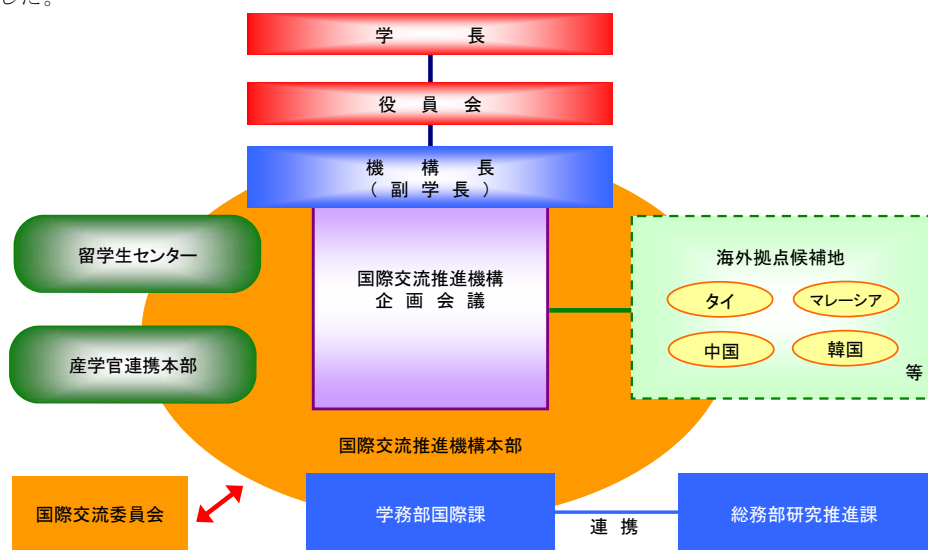 した。
学長
役員会
機構長
（副学長）
留学生センター
国際交流推進機構
企画会議
海外拠点候補地
タイ
マレーシア
中国
韓国
等
産学官連携本部
国際交流推進機構本部
国際交流委員会
学務部国際課
連携
総務部研究推進課